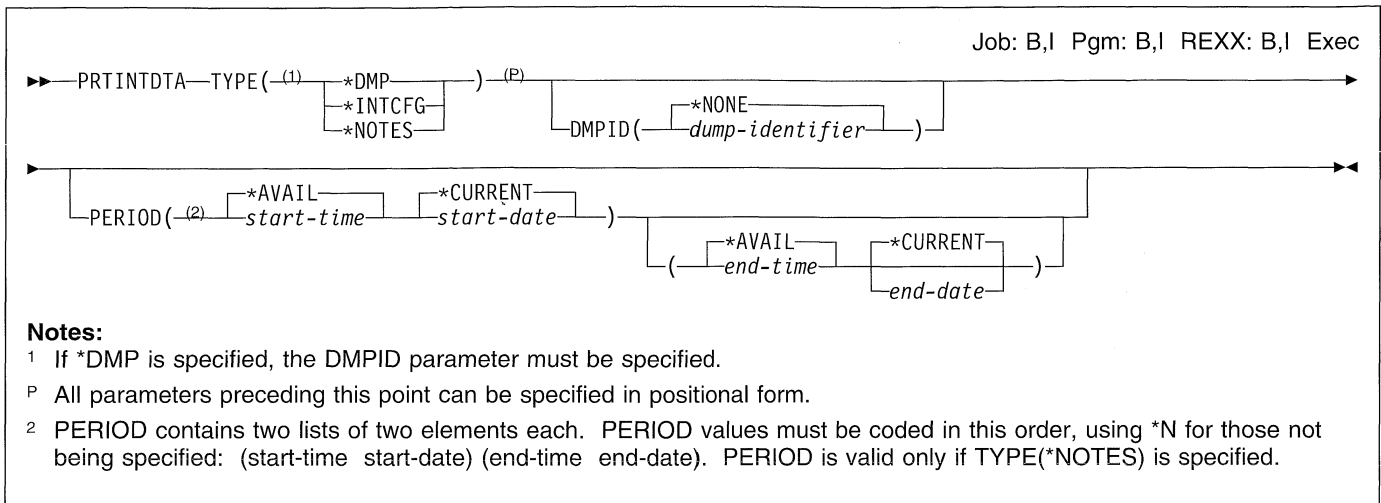 Job: B,I Pgm: B,I REXX: B,I Exec
PRTINTDTA TYPE( (1) *DMP ) (P)
*INTCFG
*NOTES
DMPID( *NONE
dump-identifier )
PERIOD( (2) *AVAIL
start-time
*CURRENT
start-date )
( *AVAIL
end-time
*CURRENT
end-date )
Notes:
1 If *DMP is specified, the DMPID parameter must be specified.
P All parameters preceding this point can be specified in positional form.
2 PERIOD contains two lists of two elements each. PERIOD values must be coded in this order, using *N for those not
being specified: (start-time start-date) (end-time end-date). PERIOD is valid only if TYPE(*NOTES) is specified.